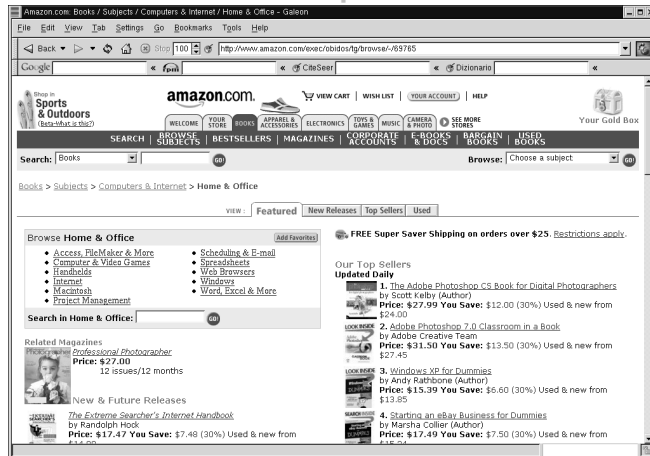 Amazon.com: Books / Subjects / Computers & Internet / Home & Office - Galeon
File Edit View Tab Settings Go Bookmarks Tools Help
Back Stop 100 http://www.amazon.com/exec/obidos/tg/browse/-/69765
Google « fpm « CiteSeer « Dizionario «
Shop in
Sports
& Outdoors
(Beta-What is this?)
amazon.com.
VIEW CART | WISH LIST | YOUR ACCOUNT | HELP
WELCOME YOUR STORE BOOKS APPAREL & ACCESSORIES ELECTRONICS TOYS & GAMES MUSIC CAMERA & PHOTO SEE MORE STORES
Your Gold Box
SEARCH | BROWSE SUBJECTS | BESTSELLERS | MAGAZINES | CORPORATE ACCOUNTS | E-BOOKS & DOCS | BARGAIN BOOKS | USED BOOKS
Search: Books GO! Browse: Choose a subject: GO!
Books > Subjects > Computers & Internet > Home & Office
VIEW : Featured New Releases Top Sellers Used
Browse Home & Office Add Favorites
Access, FileMaker & More
Computer & Video Games
Handhelds
Internet
Macintosh
Project Management
Scheduling & E-mail
Spreadsheets
Web Browsers
Windows
Word, Excel & More
Search in Home & Office: GO!
Related Magazines
Professional Photographer
Price: $27.00
12 issues/12 months
New & Future Releases
The Extreme Searcher's Internet Handbook
by Randolph Hock
Price: $17.47 You Save: $7.48 (30%) Used & new from
FREE Super Saver Shipping on orders over $25. Restrictions apply.
Our Top Sellers
Updated Daily
1. The Adobe Photoshop CS Book for Digital Photographers
by Scott Kelby (Author)
Price: $27.99 You Save: $12.00 (30%) Used & new from
$24.00
2. Adobe Photoshop 7.0 Classroom in a Book
by Adobe Creative Team
Price: $31.50 You Save: $13.50 (30%) Used & new from
$27.45
3. Windows XP for Dummies
by Andy Rathbone (Author)
Price: $15.39 You Save: $6.60 (30%) Used & new from
$13.85
4. Starting an eBay Business for Dummies
by Marsha Collier (Author)
Price: $17.49 You Save: $7.50 (30%) Used & new from